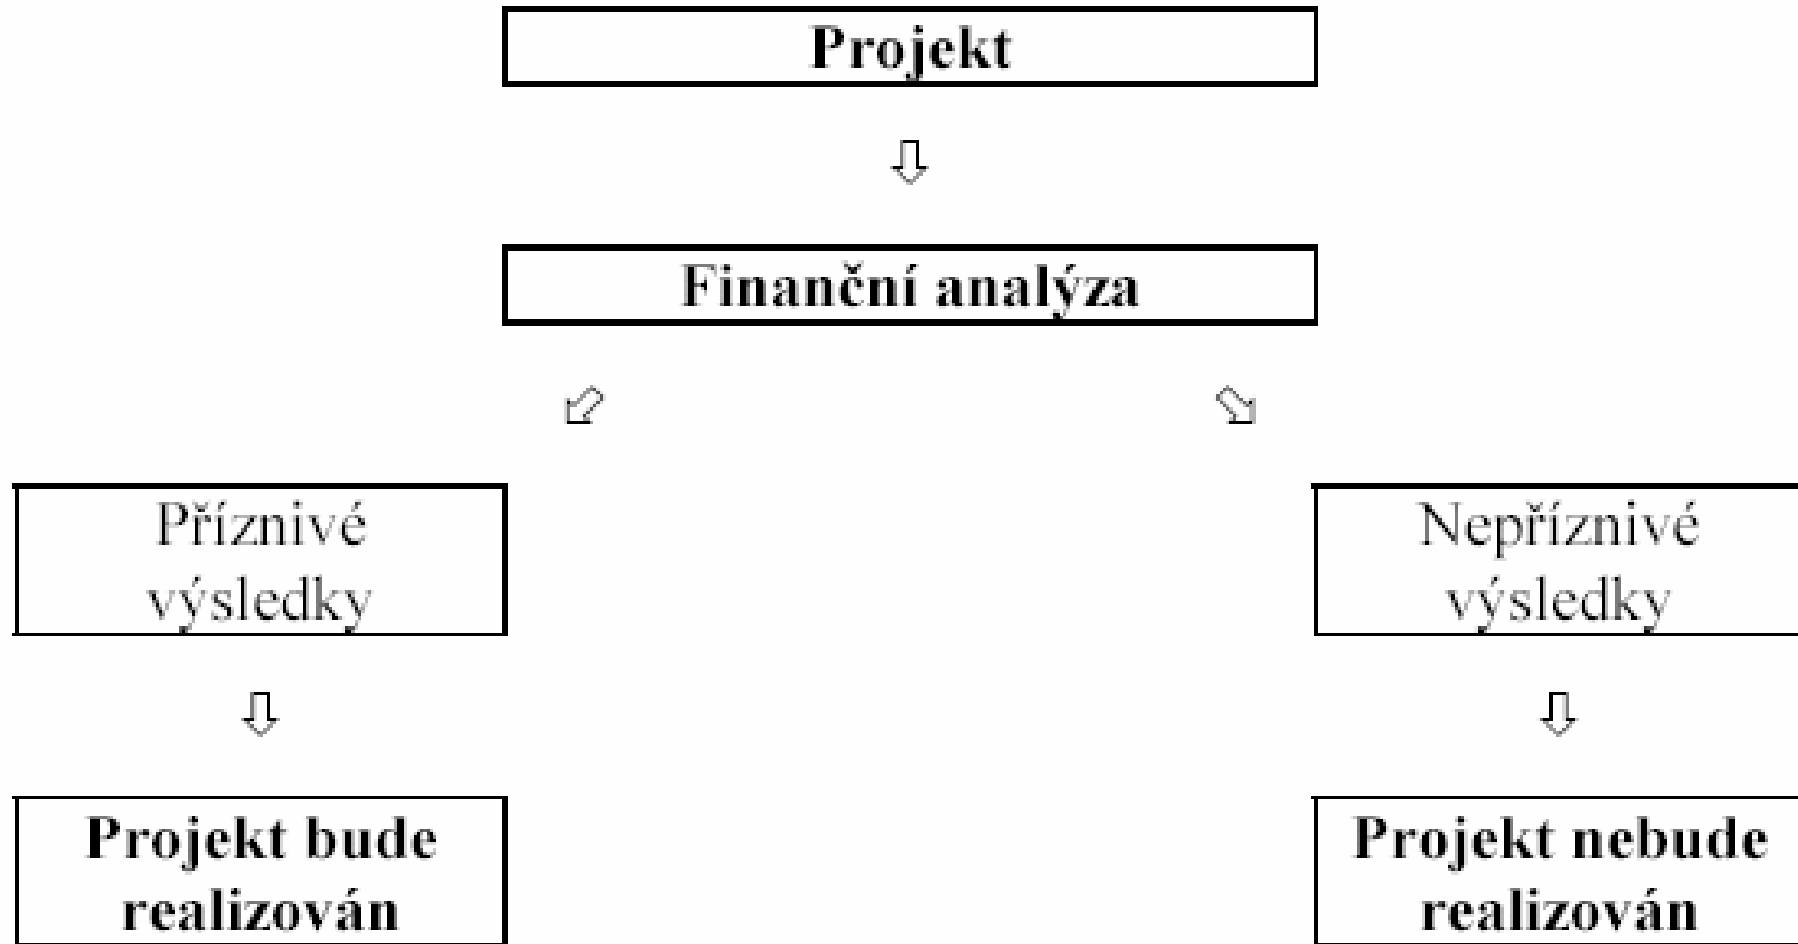 Projekt
Finanční analýza
Příznivé
výsledky
Nepříznivé
výsledky
Projekt bude
realizován
Projekt nebude
realizován